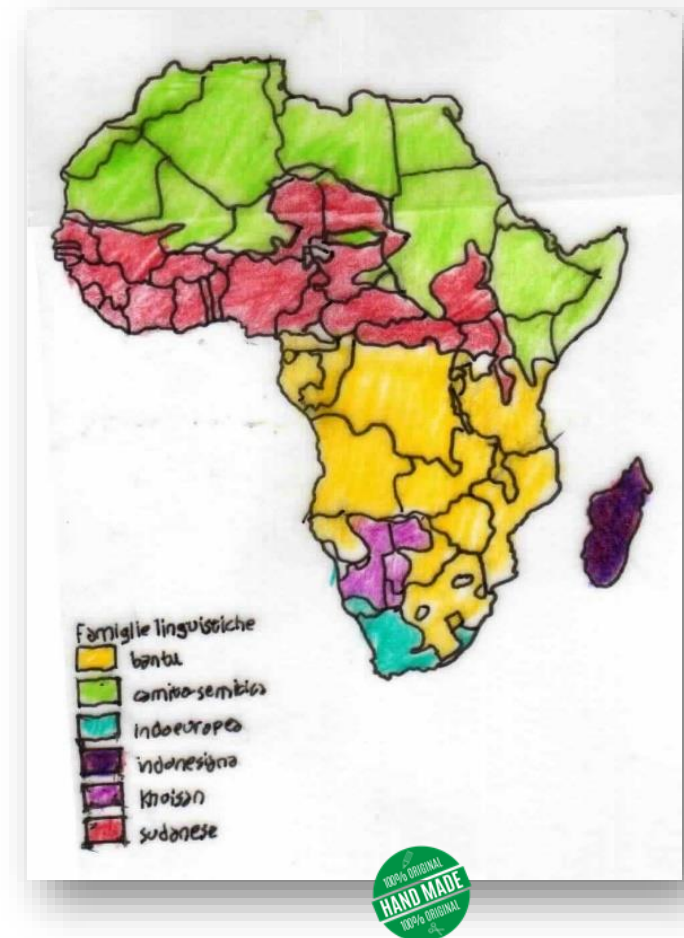 Famiglie linguistiche
bantu
camito-semitica
indoeuropea
indonesiana
khoisan
sudanese
100% ORIGINAL
HAND MADE
100% ORIGINAL